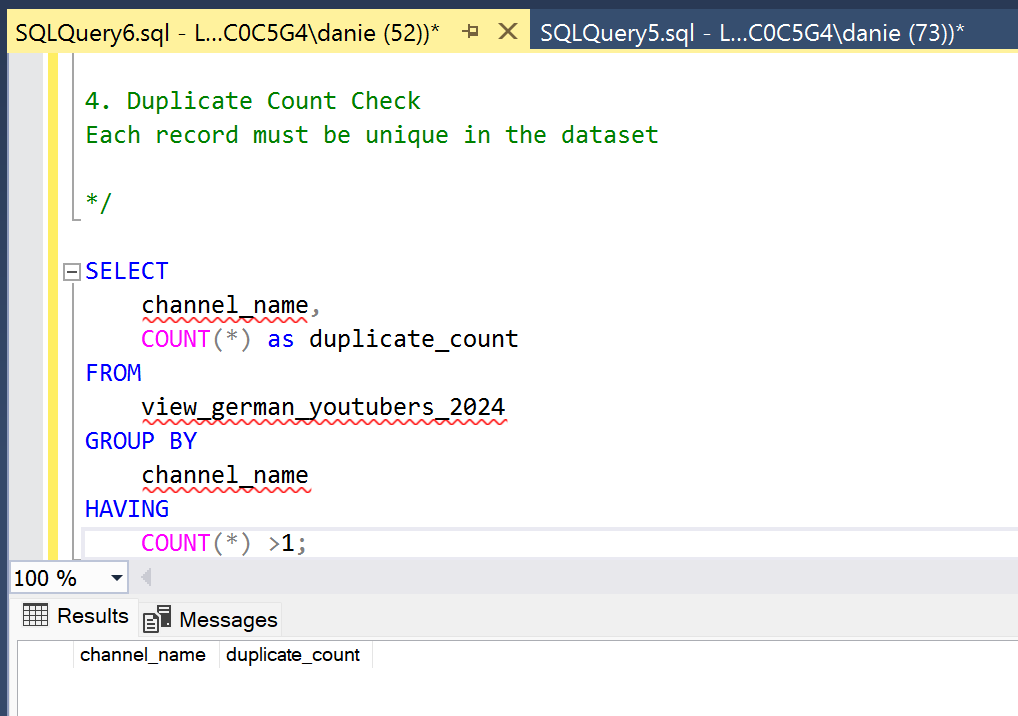 SQLQuery6.sql - L...C0C5G4\danie (52))* SQLQuery5.sql - L...C0C5G4\danie (73))*
4. Duplicate Count Check
Each record must be unique in the dataset
*/
SELECT
channel_name,
COUNT(*) as duplicate_count
FROM
view_german_youtubers_2024
GROUP BY
channel_name
HAVING
COUNT(*) >1;
100 %
Results Messages
channel_name duplicate_count